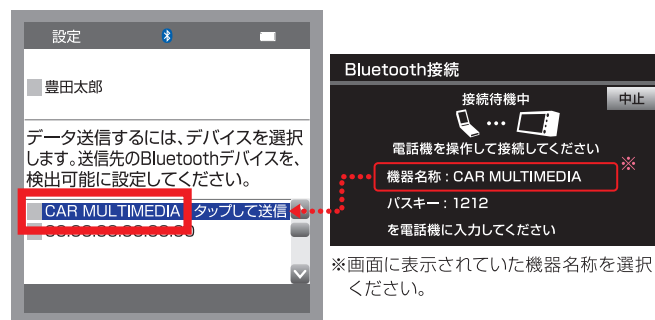 設定
豊田太郎
データ送信するには、デバイスを選択
します。送信先のBluetoothデバイスを、
検出可能に設定してください。
CAR MULTIMEDIA タップして送信
00:00:00:00:00:00
Bluetooth接続
接続待機中
中止
電話機を操作して接続してください
※
機器名称 : CAR MULTIMEDIA
パスキー : 1212
を電話機に入力してください
※画面に表示されていた機器名称を選択
ください。